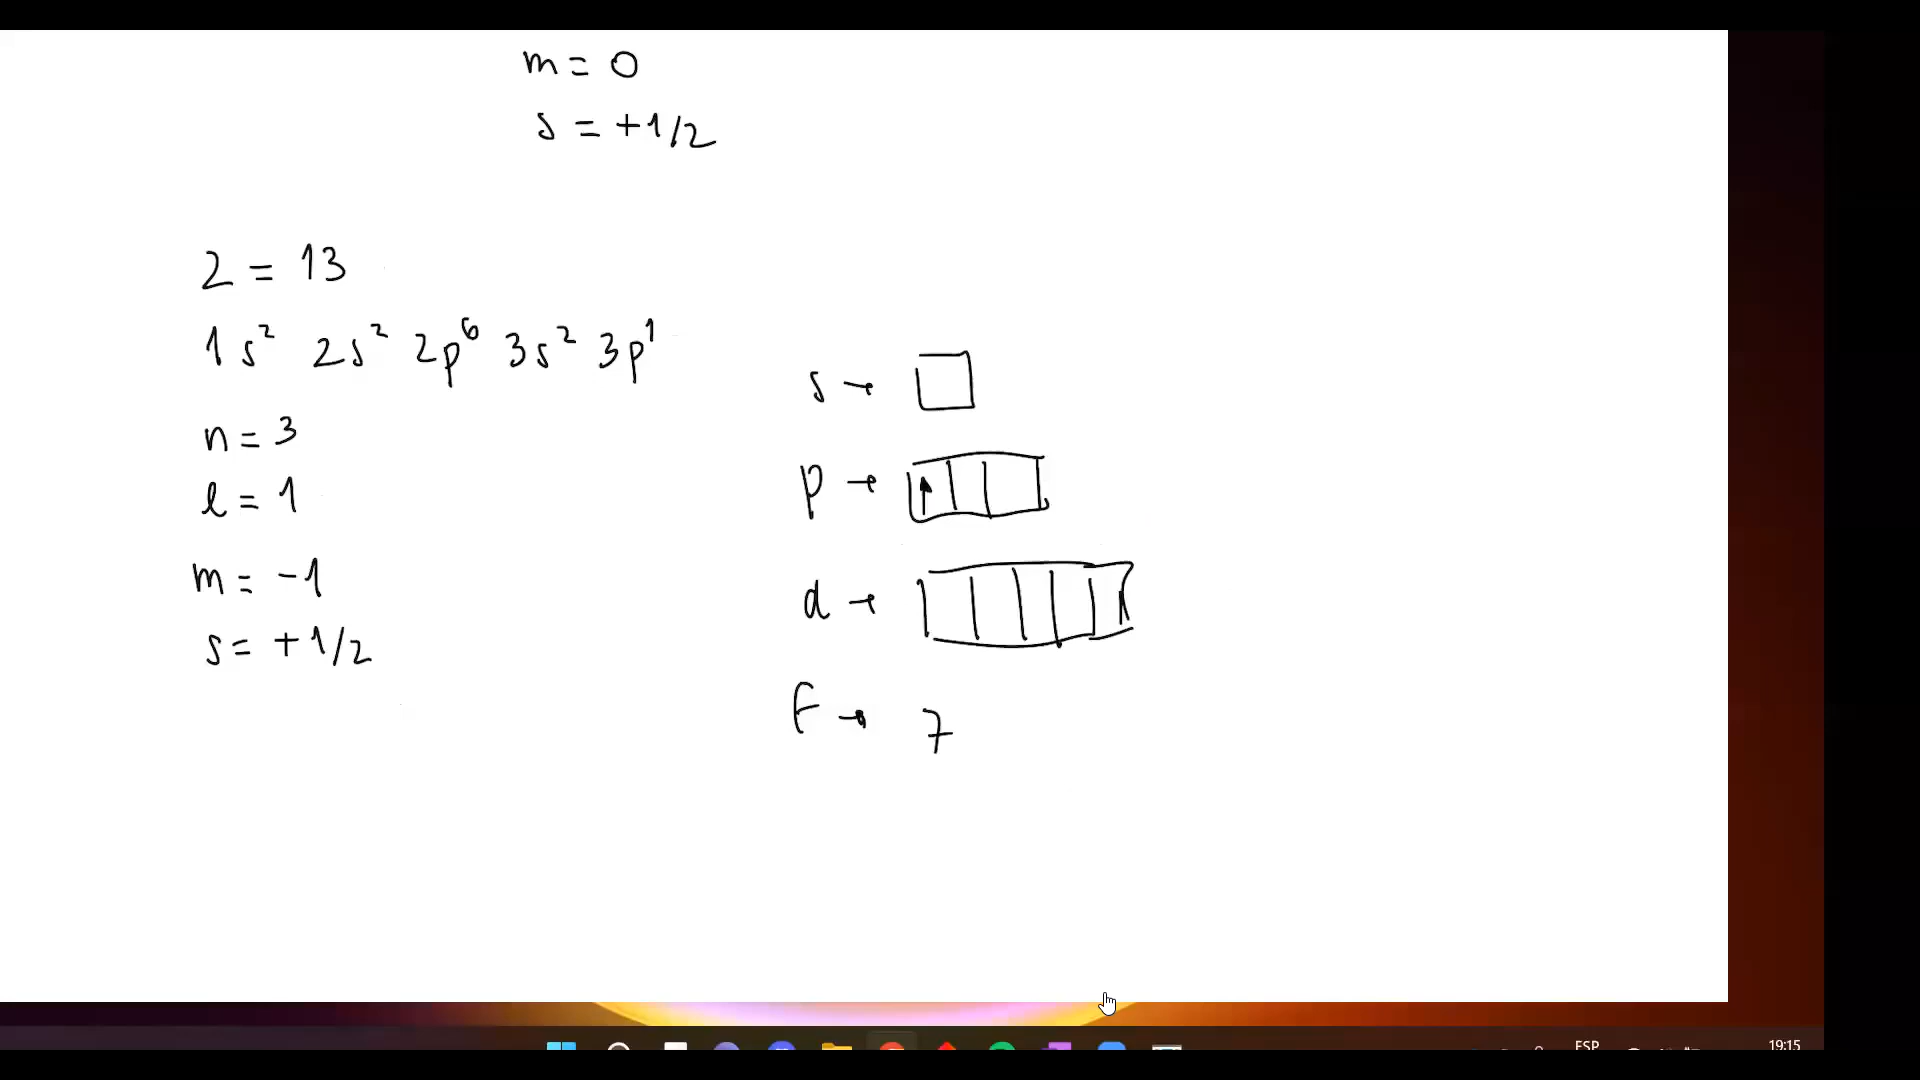 m = 0
s = +1/2
Z = 13
1s² 2s² 2p⁶ 3s² 3p¹
n = 3
l = 1
m = -1
s = +1/2
s →
p →
d →
F → 7
ESP
19:15